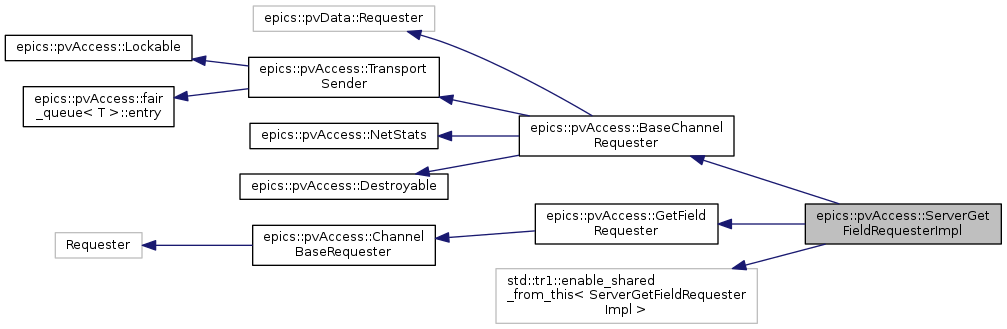 epics::pvData::Requester
epics::pvAccess::Lockable
epics::pvAccess::Transport
Sender
epics::pvAccess::fair
_queue< T >::entry
epics::pvAccess::BaseChannel
Requester
epics::pvAccess::NetStats
epics::pvAccess::Destroyable
epics::pvAccess::GetField
Requester
epics::pvAccess::ServerGet
FieldRequesterImpl
Requester
epics::pvAccess::Channel
BaseRequester
std::tr1::enable_shared
_from_this< ServerGetFieldRequester
Impl >